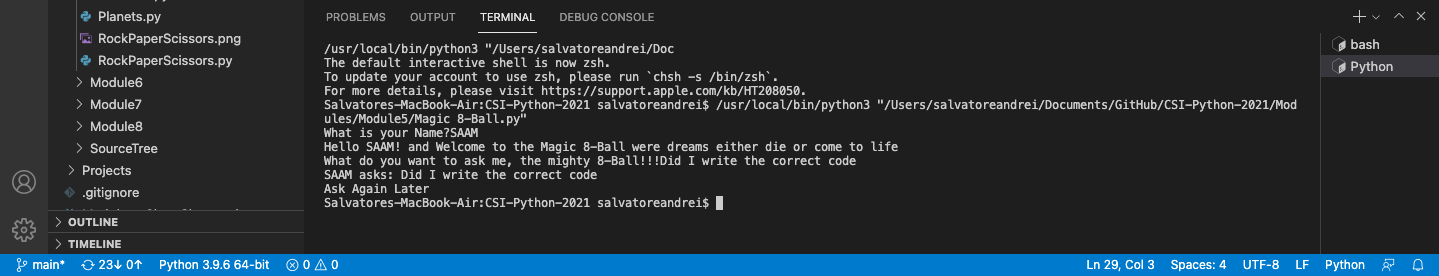 Planets.py
RockPaperScissors.png
RockPaperScissors.py
Module6
Module7
Module8
SourceTree
Projects
.gitignore
OUTLINE
TIMELINE
PROBLEMS OUTPUT TERMINAL DEBUG CONSOLE
/usr/local/bin/python3 "/Users/salvatoreandrei/Doc
The default interactive shell is now zsh.
To update your account to use zsh, please run `chsh -s /bin/zsh`.
For more details, please visit https://support.apple.com/kb/HT208050.
Salvatores-MacBook-Air:CSI-Python-2021 salvatoreandrei$ /usr/local/bin/python3 "/Users/salvatoreandrei/Documents/GitHub/CSI-Python-2021/Mod
ules/Module5/Magic 8-Ball.py"
What is your Name?SAAM
Hello SAAM! and Welcome to the Magic 8-Ball were dreams either die or come to life
What do you want to ask me, the mighty 8-Ball!!!Did I write the correct code
SAAM asks: Did I write the correct code
Ask Again Later
Salvatores-MacBook-Air:CSI-Python-2021 salvatoreandrei$
bash
Python
main* 23↓ 0↑ Python 3.9.6 64-bit 0 0 Ln 29, Col 3 Spaces: 4 UTF-8 LF Python